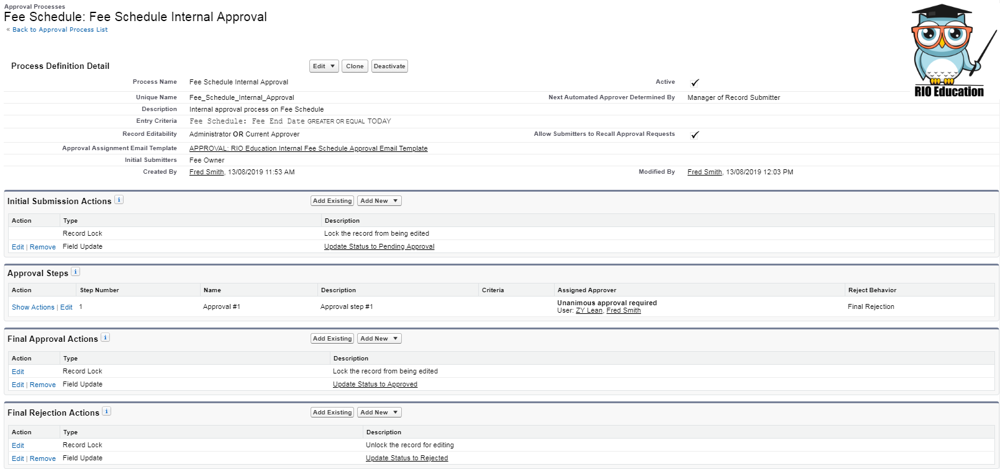 Approval Processes
Fee Schedule: Fee Schedule Internal Approval
« Back to Approval Process List
RIO Education
Process Definition Detail Edit ▼ Clone Deactivate
Process Name Fee Schedule Internal Approval Active ✓
Unique Name Fee_Schedule_Internal_Approval Next Automated Approver Determined By Manager of Record Submitter
Description Internal approval process on Fee Schedule
Entry Criteria Fee Schedule: Fee End Date GREATER OR EQUAL TODAY
Record Editability Administrator OR Current Approver Allow Submitters to Recall Approval Requests ✓
Approval Assignment Email Template APPROVAL: RIO Education Internal Fee Schedule Approval Email Template
Initial Submitters Fee Owner
Created By Fred Smith, 13/08/2019 11:53 AM Modified By Fred Smith, 13/08/2019 12:03 PM
Initial Submission Actions i Add Existing Add New ▼
Action Type Description
Record Lock Lock the record from being edited
Edit | Remove Field Update Update Status to Pending Approval
Approval Steps i
Action Step Number Name Description Criteria Assigned Approver Reject Behavior
Show Actions | Edit 1 Approval #1 Approval step #1 Unanimous approval required Final Rejection
User: ZY Lean, Fred Smith
Final Approval Actions i Add Existing Add New ▼
Action Type Description
Edit Record Lock Lock the record from being edited
Edit | Remove Field Update Update Status to Approved
Final Rejection Actions i Add Existing Add New ▼
Action Type Description
Edit Record Lock Unlock the record for editing
Edit | Remove Field Update Update Status to Rejected